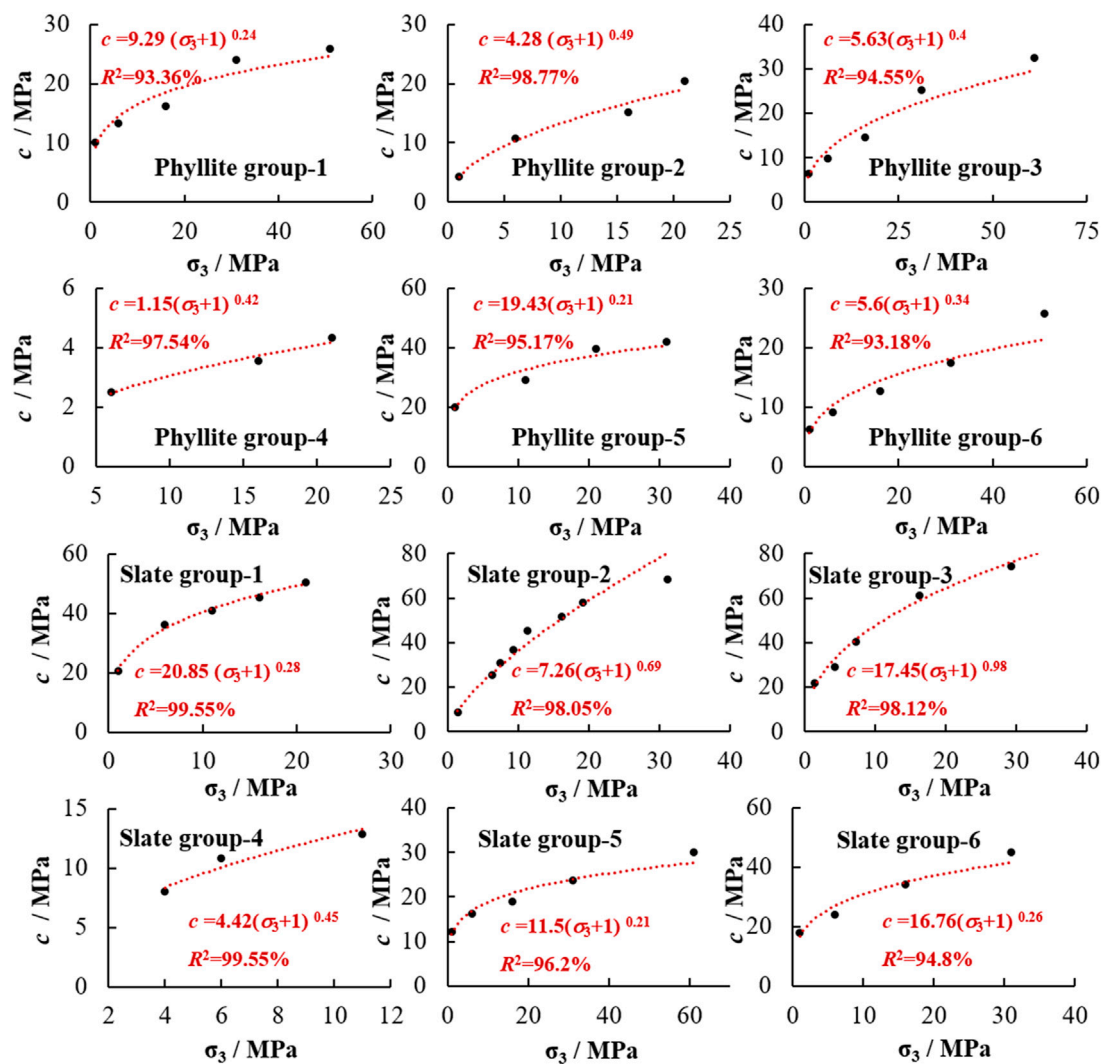 c =9.29 (σ₃+1) ⁰·²⁴
R²=93.36%
Phyllite group-1
30
20
10
0
0 20 40 60
c / MPa
σ₃ / MPa
c =4.28 (σ₃+1) ⁰·⁴⁹
R²=98.77%
Phyllite group-2
30
20
10
0
0 5 10 15 20 25
c / MPa
σ₃ / MPa
c =5.63(σ₃+1) ⁰·⁴
R²=94.55%
Phyllite group-3
40
30
20
10
0
0 25 50 75
c / MPa
σ₃ / MPa
c =1.15(σ₃+1) ⁰·⁴²
R²=97.54%
Phyllite group-4
6
4
2
0
5 10 15 20 25
c / MPa
σ₃ / MPa
c =19.43(σ₃+1) ⁰·²¹
R²=95.17%
Phyllite group-5
60
40
20
0
0 10 20 30 40
c / MPa
σ₃ / MPa
c =5.6(σ₃+1) ⁰·³⁴
R²=93.18%
Phyllite group-6
30
20
10
0
0 20 40 60
c / MPa
σ₃ / MPa
Slate group-1
c =20.85 (σ₃+1) ⁰·²⁸
R²=99.55%
60
40
20
0
0 10 20 30
c / MPa
σ₃ / MPa
Slate group-2
c =7.26(σ₃+1) ⁰·⁶⁹
R²=98.05%
80
60
40
20
0
0 10 20 30 40
c / MPa
σ₃ / MPa
Slate group-3
c =17.45(σ₃+1) ⁰·⁹⁸
R²=98.12%
80
60
40
20
0
0 10 20 30 40
c / MPa
σ₃ / MPa
Slate group-4
c =4.42(σ₃+1) ⁰·⁴⁵
R²=99.55%
15
10
5
0
2 4 6 8 10 12
c / MPa
σ₃ / MPa
Slate group-5
c =11.5(σ₃+1) ⁰·²¹
R²=96.2%
40
30
20
10
0
0 20 40 60
c / MPa
σ₃ / MPa
Slate group-6
c =16.76(σ₃+1) ⁰·²⁶
R²=94.8%
60
40
20
0
0 10 20 30 40
c / MPa
σ₃ / MPa